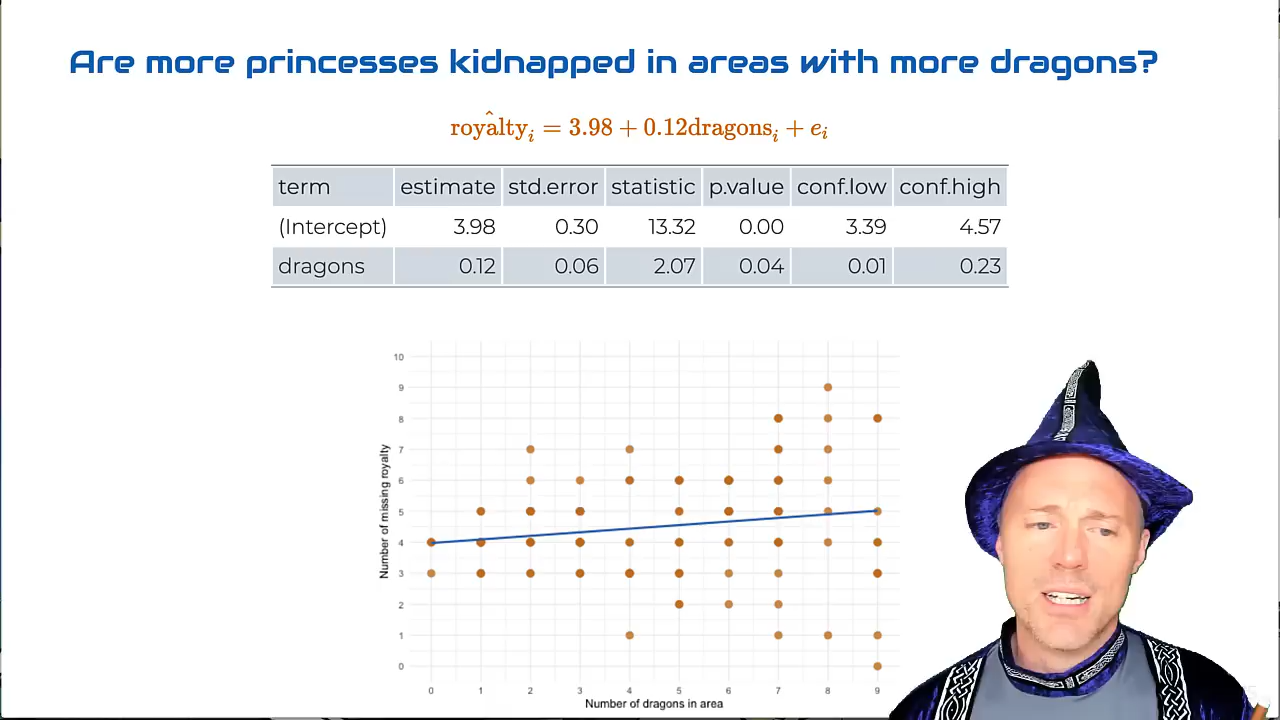 Are more princesses kidnapped in areas with more dragons?
royaltŷᵢ = 3.98 + 0.12dragonsᵢ + eᵢ
term estimate std.error statistic p.value conf.low conf.high
(Intercept) 3.98 0.30 13.32 0.00 3.39 4.57
dragons 0.12 0.06 2.07 0.04 0.01 0.23
Number of missing royalty
10
9
8
7
6
5
4
3
2
1
0
0 1 2 3 4 5 6 7 8 9
Number of dragons in area